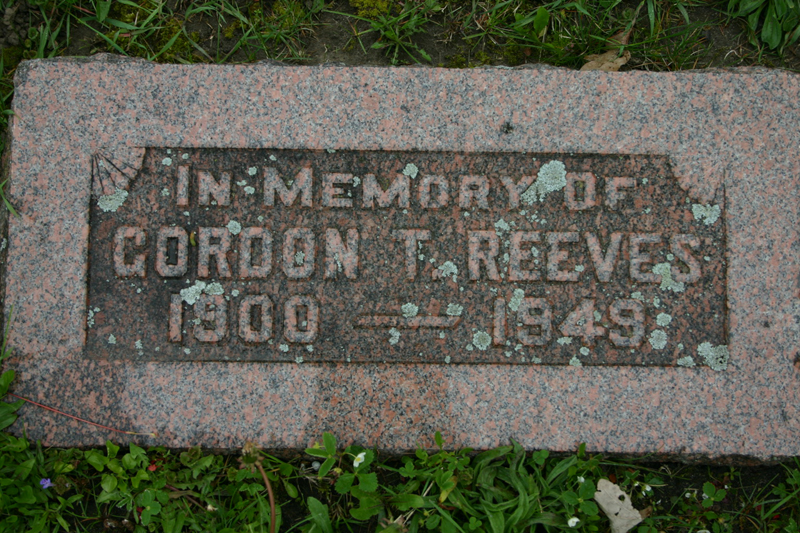 IN MEMORY OF
GORDON T. REEVES
1900 — 1949